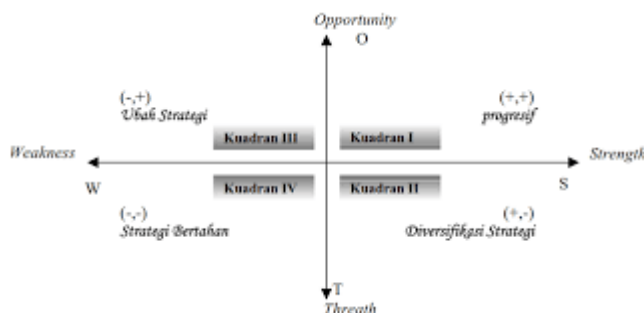 Opportunity
O
(-,+)
Ubah Strategi
(+,+)
progresif
Kuadran III
Kuadran I
Weakness
Strength
W
Kuadran IV
Kuadran II
S
(-,-)
Strategi Bertahan
(+,-)
Diversifikasi Strategi
T
Threath